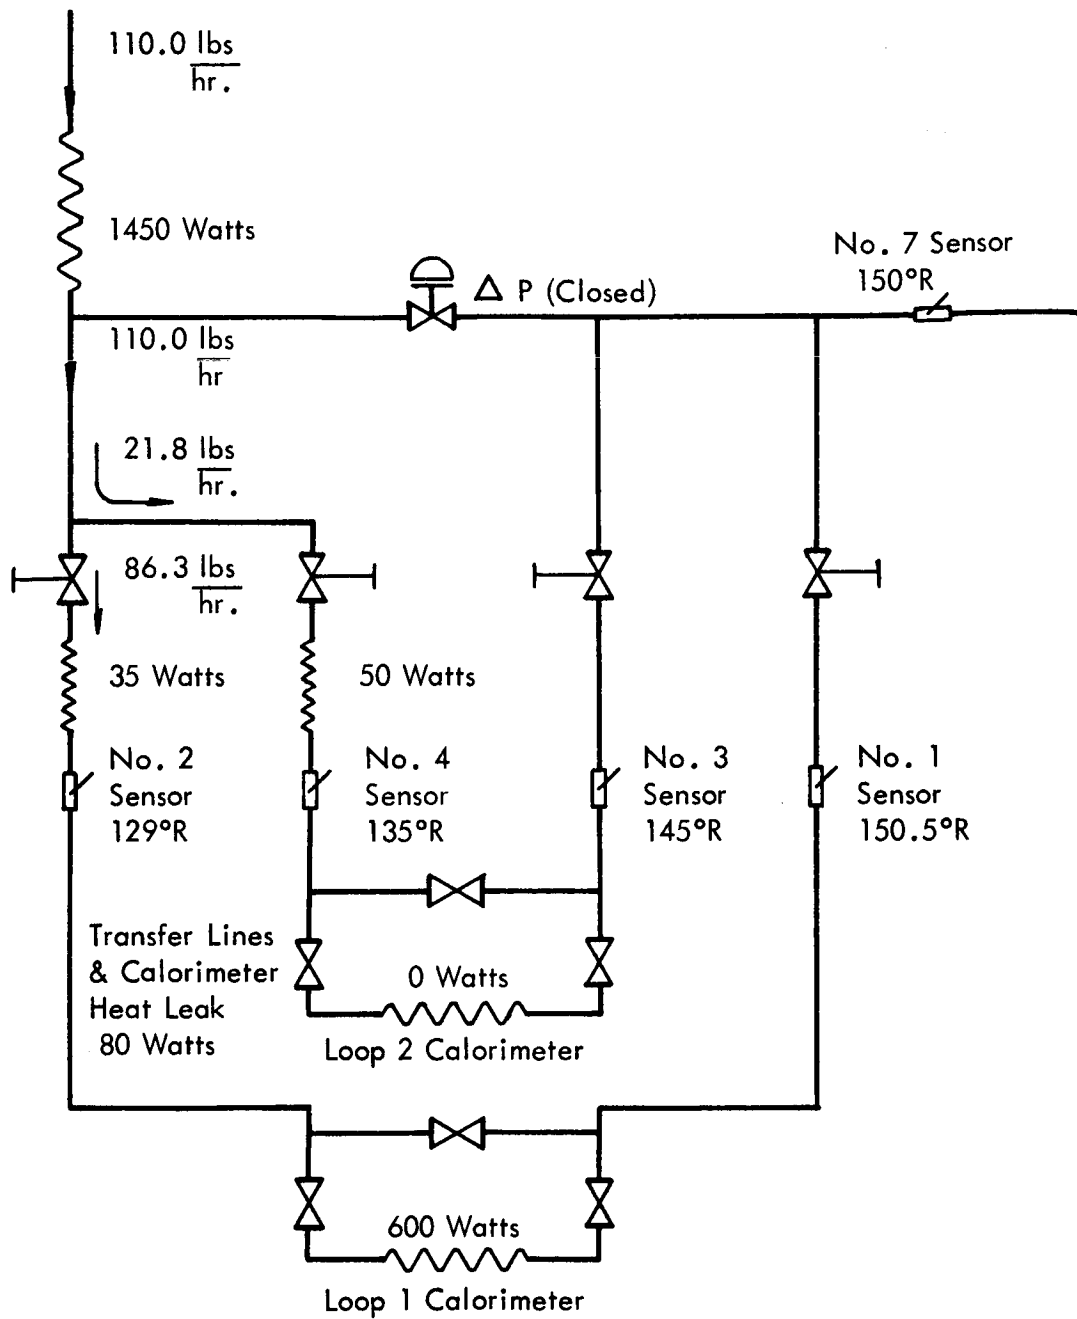 110.0 lbs
hr.
1450 Watts
No. 7 Sensor
150°R
Δ P (Closed)
110.0 lbs
hr
21.8 lbs
hr.
86.3 lbs
hr.
35 Watts
50 Watts
No. 2
Sensor
129°R
No. 4
Sensor
135°R
No. 3
Sensor
145°R
No. 1
Sensor
150.5°R
Transfer Lines
& Calorimeter
Heat Leak
80 Watts
0 Watts
Loop 2 Calorimeter
600 Watts
Loop 1 Calorimeter